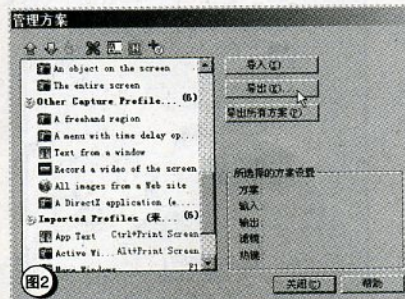 管理方案
An object on the screen
The entire screen
Other Capture Profile... (6)
A freehand region
A menu with time delay op...
Text from a window
Record a video of the screen
All images from a Web site
A DirectX application (e...
Imported Profiles (来... (6)
App Text Ctrl+Print Screen
Active Wi... Alt+Print Screen
导入(I)
导出(E)...
导出所有方案(P)
所选择的方案设置
方案
输入
输出
滤镜
热键
关闭(C)
帮助
图2